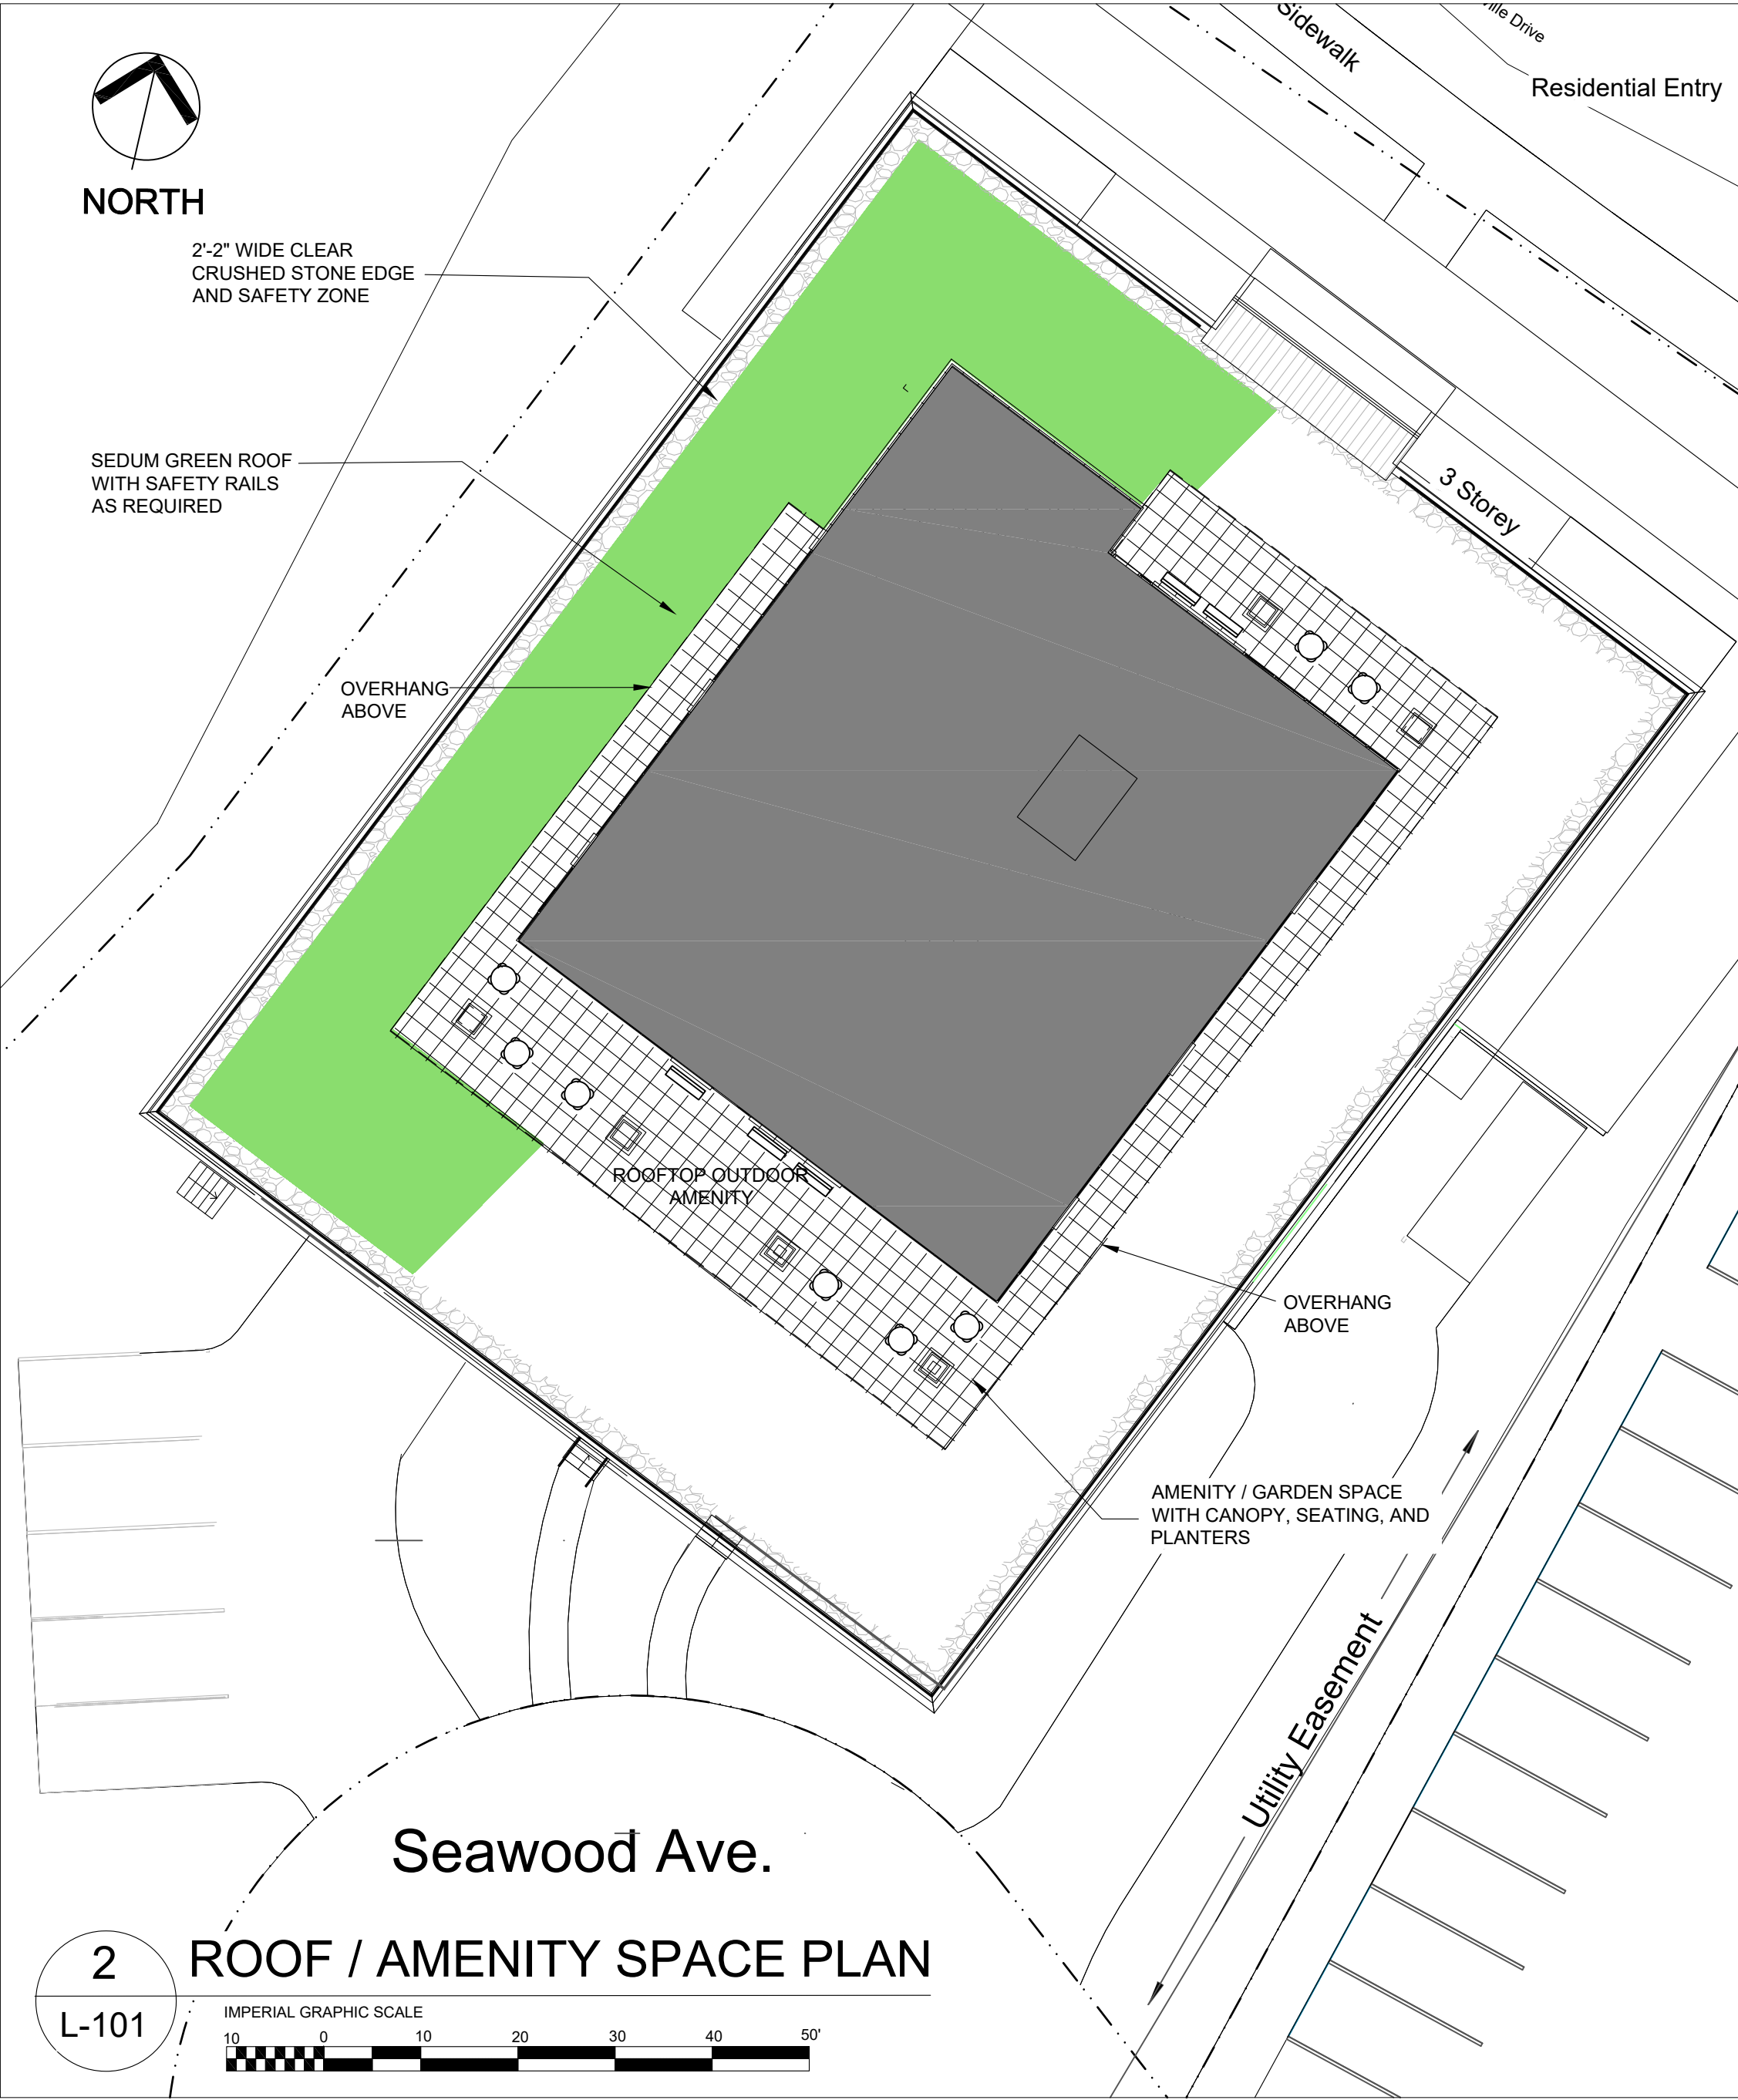 Sidewalk
Drive
Residential Entry
NORTH
2'-2" WIDE CLEAR
CRUSHED STONE EDGE
AND SAFETY ZONE
SEDUM GREEN ROOF
WITH SAFETY RAILS
AS REQUIRED
3 Storey
OVERHANG
ABOVE
ROOFTOP OUTDOOR
AMENITY
OVERHANG
ABOVE
AMENITY / GARDEN SPACE
WITH CANOPY, SEATING, AND
PLANTERS
Utility Easement
Seawood Ave.
2
L-101
ROOF / AMENITY SPACE PLAN
IMPERIAL GRAPHIC SCALE
10 0 10 20 30 40 50'